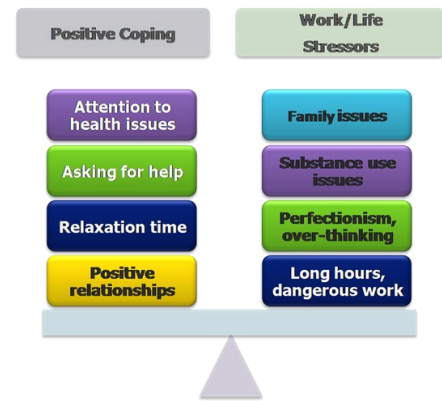 Positive Coping
Work/Life
Stressors
Attention to
health issues
Asking for help
Relaxation time
Positive
relationships
Family issues
Substance use
issues
Perfectionism,
over-thinking
Long hours,
dangerous work